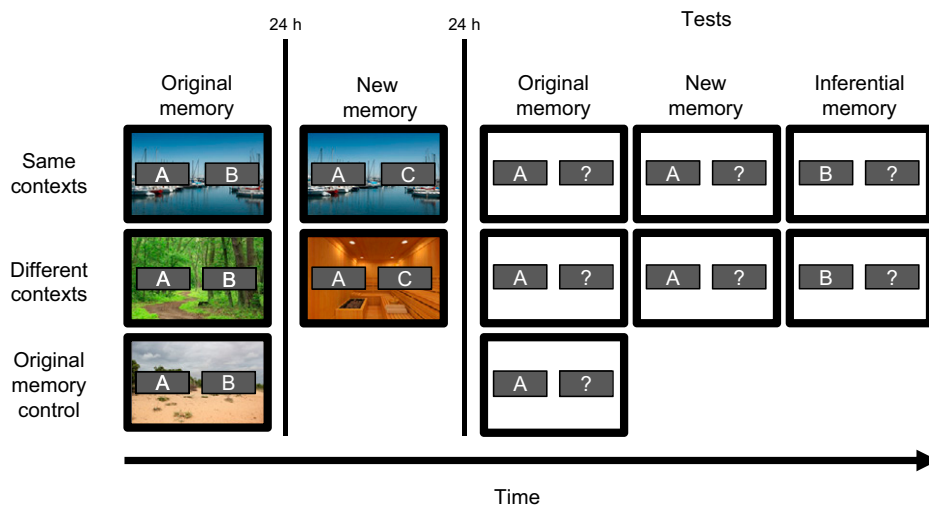 24 h
24 h
Tests
Original
memory
New
memory
Original
memory
New
memory
Inferential
memory
Same
contexts
A B
A C
A ?
A ?
B ?
Different
contexts
A B
A C
A ?
A ?
B ?
Original
memory
control
A B
A ?
Time